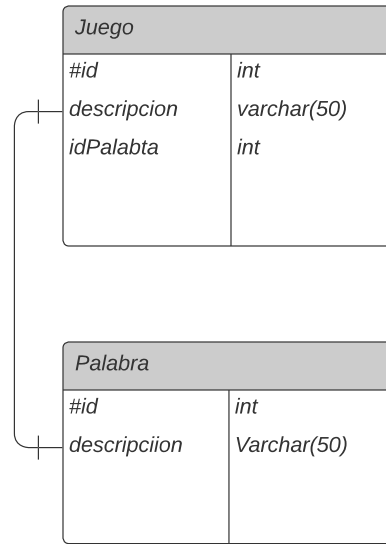 Juego
#id int
descripcion varchar(50)
idPalabta int
Palabra
#id int
descripciion Varchar(50)